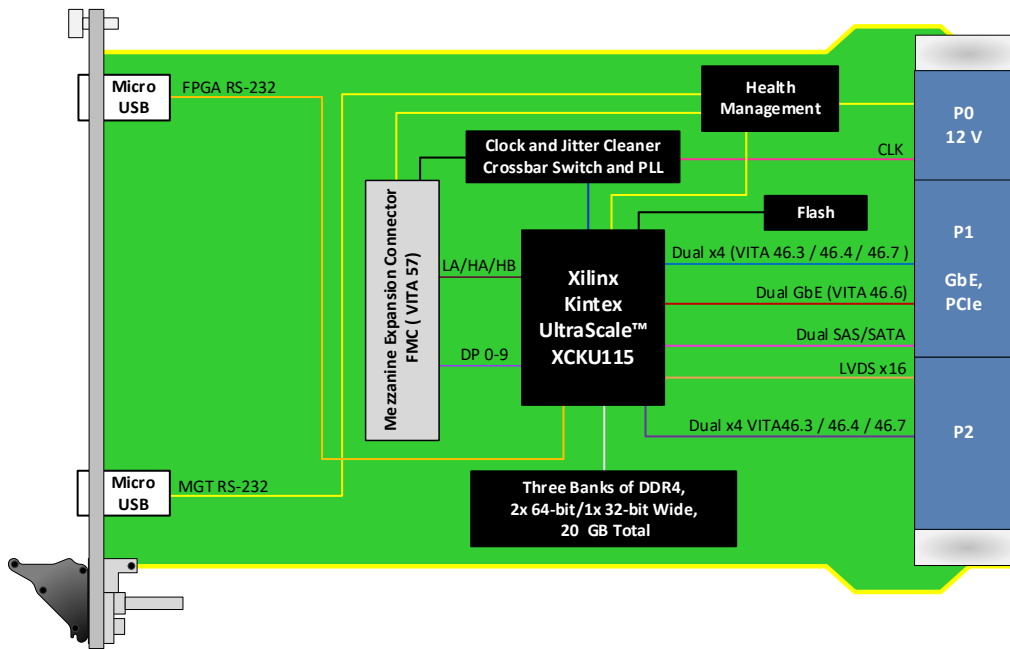 Micro
USB
FPGA RS-232
Health
Management
P0
12 V
Clock and Jitter Cleaner
Crossbar Switch and PLL
CLK
Mezzanine Expansion Connector
FMC ( VITA 57)
Flash
P1
GbE,
PCIe
LA/HA/HB
Xilinx
Kintex
UltraScale™
XCKU115
Dual x4 (VITA 46.3 / 46.4 / 46.7 )
Dual GbE (VITA 46.6)
Dual SAS/SATA
DP 0-9
LVDS x16
Dual x4 VITA46.3 / 46.4 / 46.7
P2
Micro
USB
MGT RS-232
Three Banks of DDR4,
2x 64-bit/1x 32-bit Wide,
20 GB Total